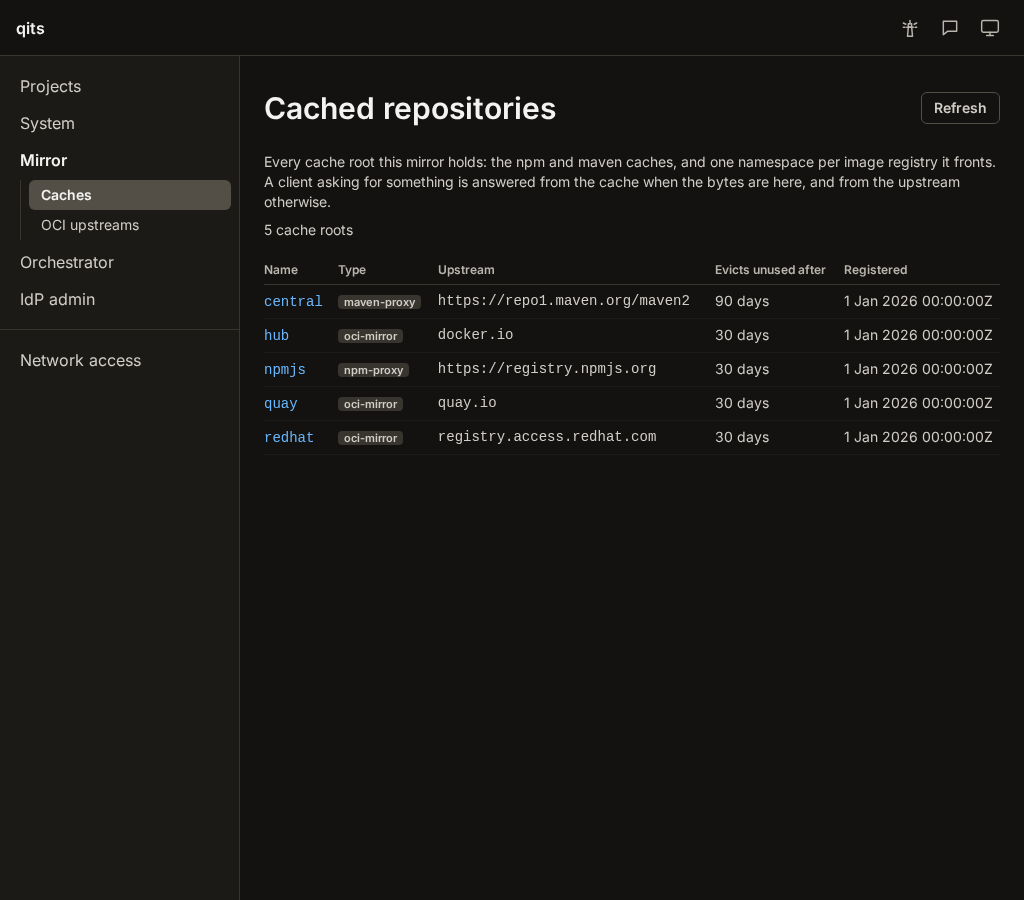 qits
Projects
System
Mirror
Caches
OCI upstreams
Orchestrator
IdP admin
Network access
Cached repositories
Refresh
Every cache root this mirror holds: the npm and maven caches, and one namespace per image registry it fronts.
A client asking for something is answered from the cache when the bytes are here, and from the upstream
otherwise.
5 cache roots
Name Type Upstream Evicts unused after Registered
central maven-proxy https://repo1.maven.org/maven2 90 days 1 Jan 2026 00:00:00Z
hub oci-mirror docker.io 30 days 1 Jan 2026 00:00:00Z
npmjs npm-proxy https://registry.npmjs.org 30 days 1 Jan 2026 00:00:00Z
quay oci-mirror quay.io 30 days 1 Jan 2026 00:00:00Z
redhat oci-mirror registry.access.redhat.com 30 days 1 Jan 2026 00:00:00Z